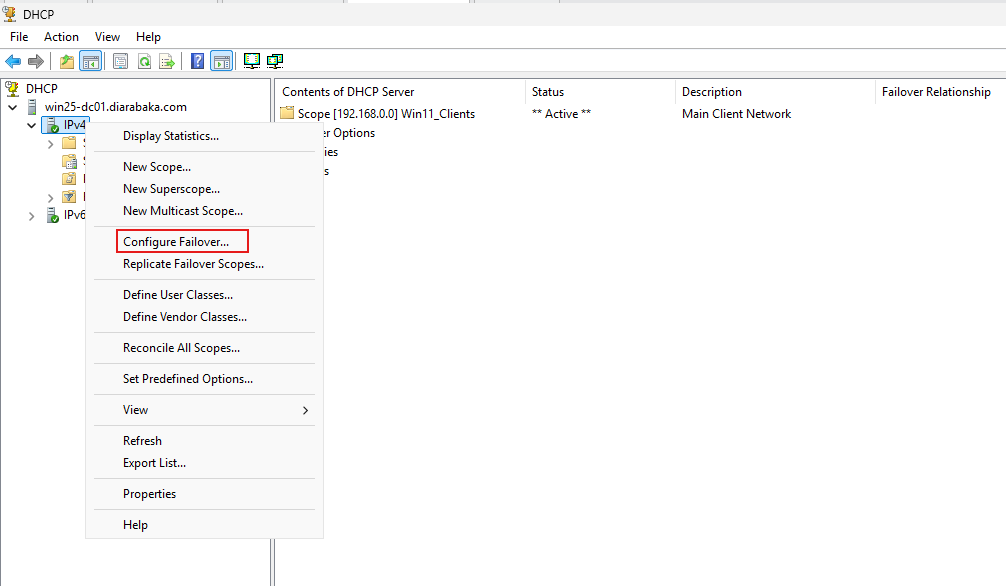 DHCP
File Action View Help
DHCP
win25-dc01.diarabaka.com
IPv4
IPv6
Contents of DHCP Server Status Description Failover Relationship
Scope [192.168.0.0] Win11_Clients ** Active ** Main Client Network
er Options
ies
s
Display Statistics...
New Scope...
New Superscope...
New Multicast Scope...
Configure Failover...
Replicate Failover Scopes...
Define User Classes...
Define Vendor Classes...
Reconcile All Scopes...
Set Predefined Options...
View
Refresh
Export List...
Properties
Help